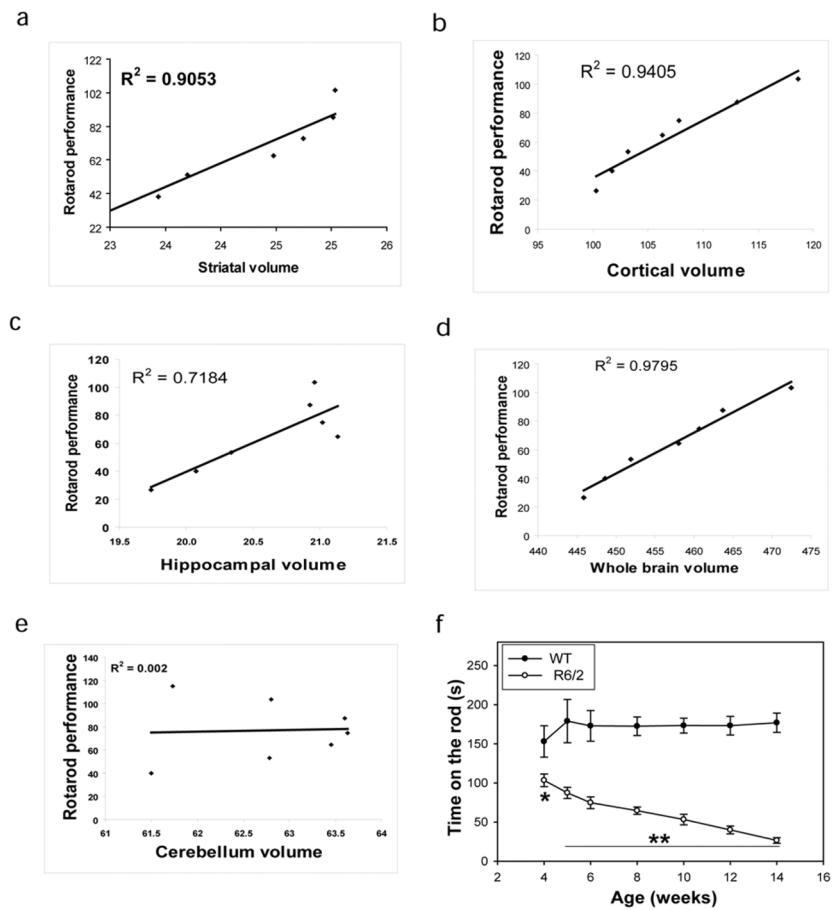 a
R² = 0.9053
Rotarod performance
122
102
82
62
42
22
23 24 24 25 25 26
Striatal volume
b
R² = 0.9405
Rotarod performance
120
100
80
60
40
20
0
95 100 105 110 115 120
Cortical volume
c
R² = 0.7184
Rotarod performance
120
100
80
60
40
20
0
19.5 20.0 20.5 21.0 21.5
Hippocampal volume
d
R² = 0.9795
Rotarod performance
120
100
80
60
40
20
0
440 445 450 455 460 465 470 475
Whole brain volume
e
R² = 0.002
Rotarod performance
140
120
100
80
60
40
20
0
61 61.5 62 62.5 63 63.5 64
Cerebellum volume
f
WT
R6/2
Time on the rod (s)
250
200
150
100
50
0
*
**
2 4 6 8 10 12 14 16
Age (weeks)